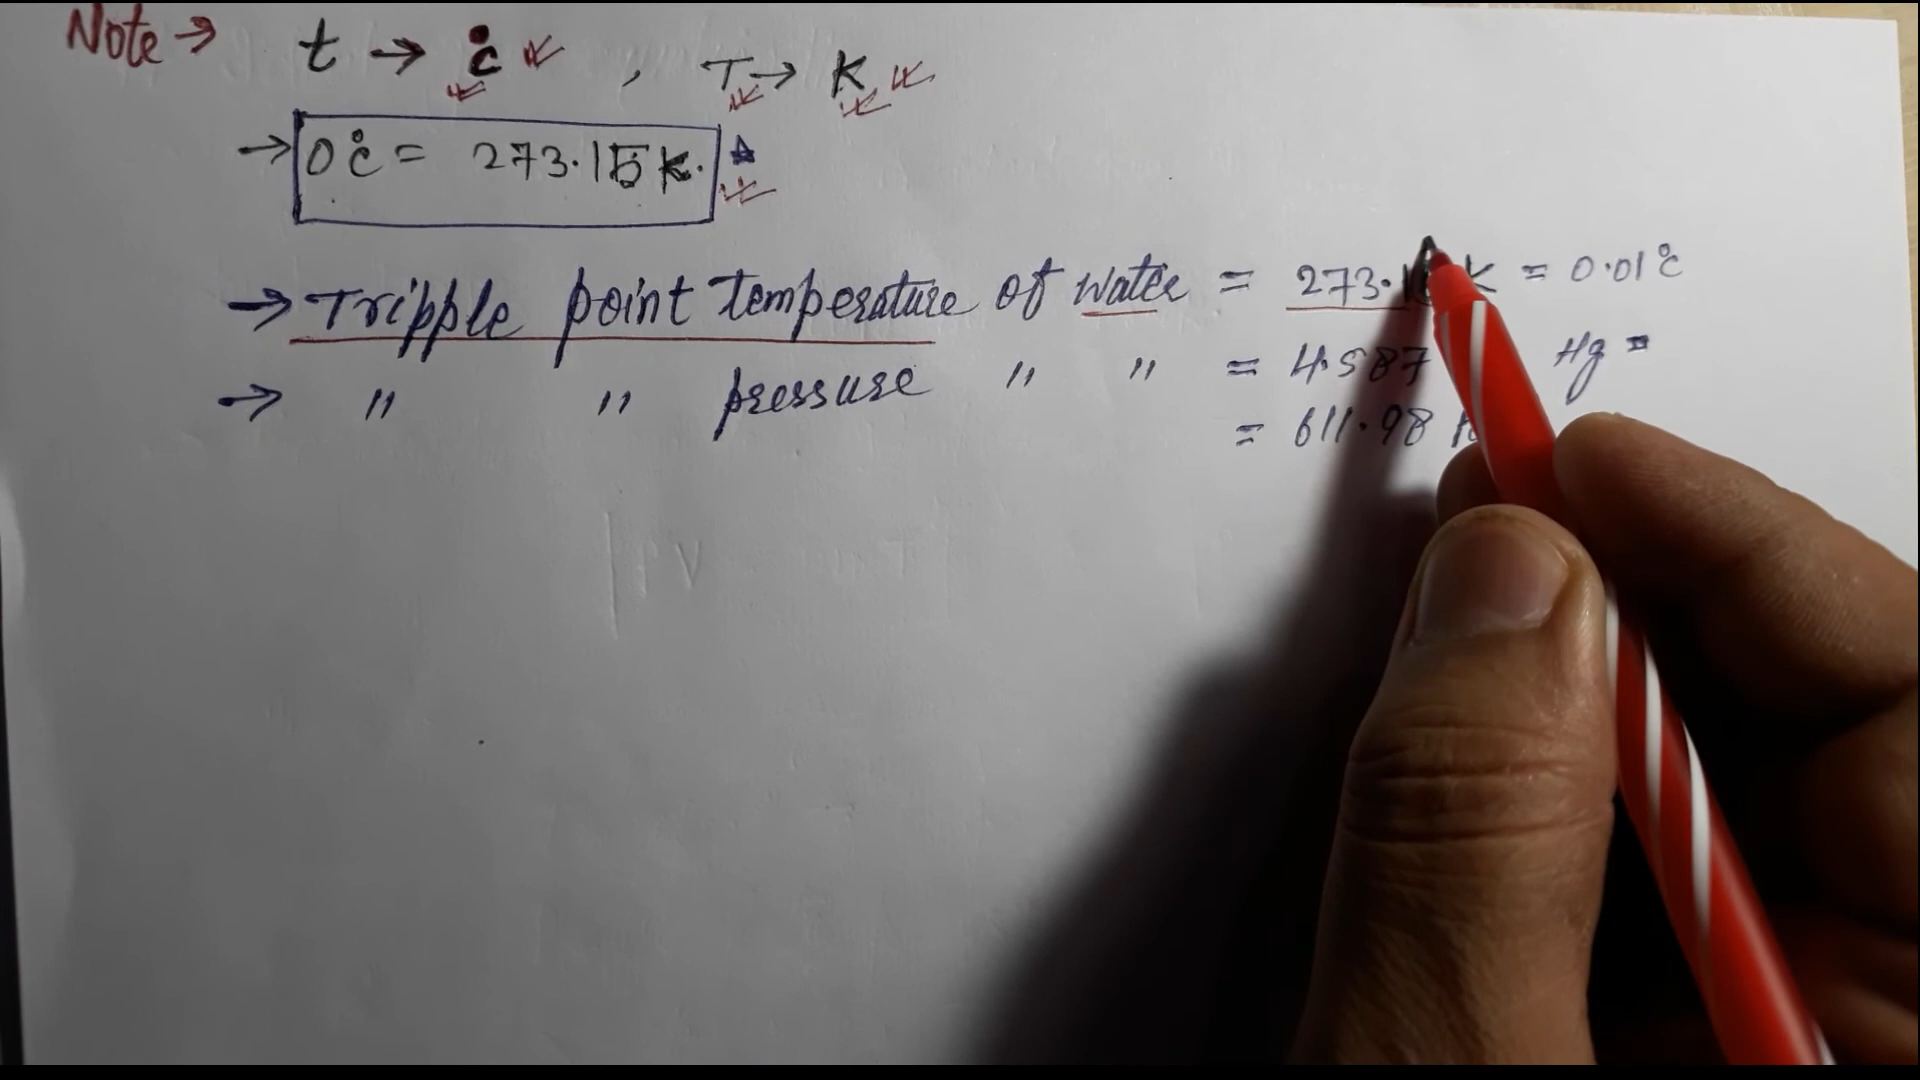 Note → t → °c , T → K
→ 0°c = 273.15 K.
→ Tripple point temperature of water = 273.1 K = 0.01°c
→ " " pressure " " = 4.587 Hg =
= 611.98